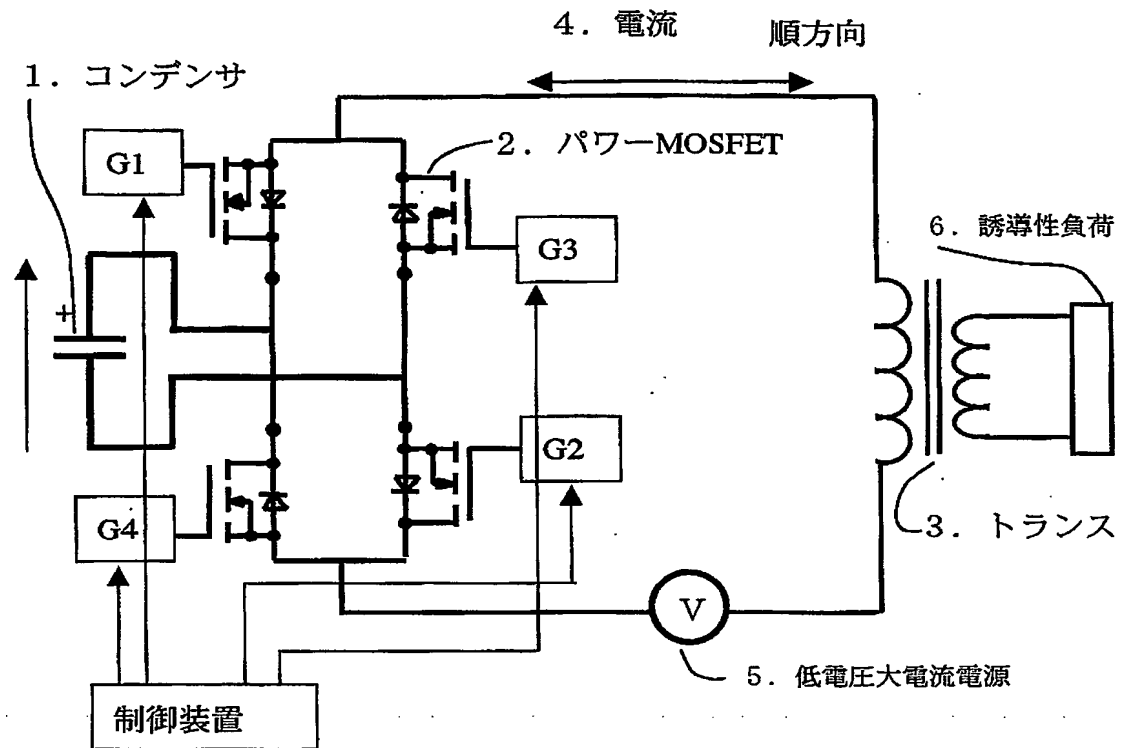 4．電流
順方向
1．コンデンサ
G1
2．パワーMOSFET
G3
6．誘導性負荷
+
G2
G4
3．トランス
V
5．低電圧大電流電源
制御装置